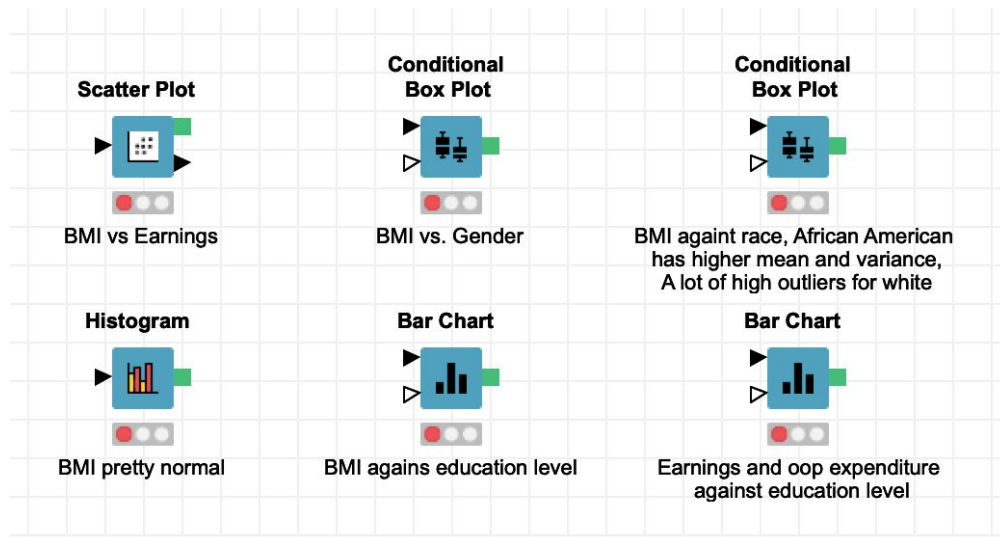 Scatter Plot
BMI vs Earnings
Conditional
Box Plot
BMI vs. Gender
Conditional
Box Plot
BMI againt race, African American
has higher mean and variance,
A lot of high outliers for white
Histogram
BMI pretty normal
Bar Chart
BMI agains education level
Bar Chart
Earnings and oop expenditure
against education level